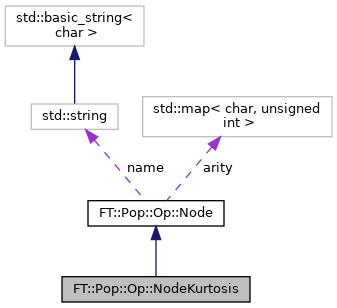 std::basic_string<
char >
std::string
std::map< char, unsigned
int >
name
arity
FT::Pop::Op::Node
FT::Pop::Op::NodeKurtosis